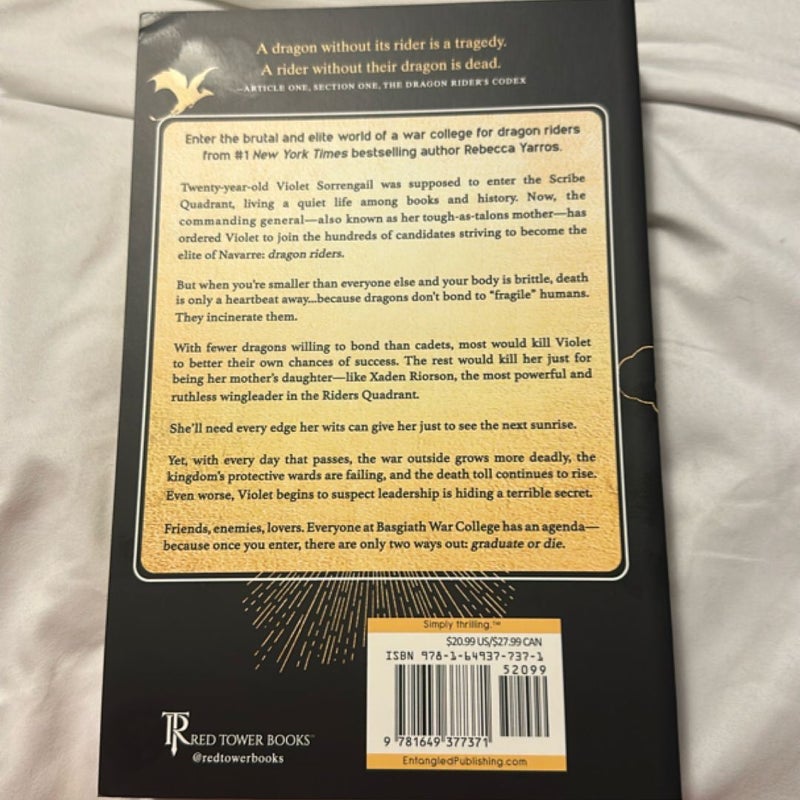 A dragon without its rider is a tragedy.
A rider without their dragon is dead.
—ARTICLE ONE, SECTION ONE, THE DRAGON RIDER'S CODEX
Enter the brutal and elite world of a war college for dragon riders
from #1 New York Times bestselling author Rebecca Yarros.
Twenty-year-old Violet Sorrengail was supposed to enter the Scribe
Quadrant, living a quiet life among books and history. Now, the
commanding general—also known as her tough-as-talons mother—has
ordered Violet to join the hundreds of candidates striving to become the
elite of Navarre: dragon riders.
But when you're smaller than everyone else and your body is brittle, death
is only a heartbeat away...because dragons don't bond to "fragile" humans.
They incinerate them.
With fewer dragons willing to bond than cadets, most would kill Violet
to better their own chances of success. The rest would kill her just for
being her mother's daughter—like Xaden Riorson, the most powerful and
ruthless wingleader in the Riders Quadrant.
She'll need every edge her wits can give her just to see the next sunrise.
Yet, with every day that passes, the war outside grows more deadly, the
kingdom's protective wards are failing, and the death toll continues to rise.
Even worse, Violet begins to suspect leadership is hiding a terrible secret.
Friends, enemies, lovers. Everyone at Basgiath War College has an agenda—
because once you enter, there are only two ways out: graduate or die.
Simply thrilling.™
$20.99 US/$27.99 CAN
ISBN 978-1-64937-737-1
52099
9 781649 377371
EntangledPublishing.com
TR RED TOWER BOOKS™
@redtowerbooks